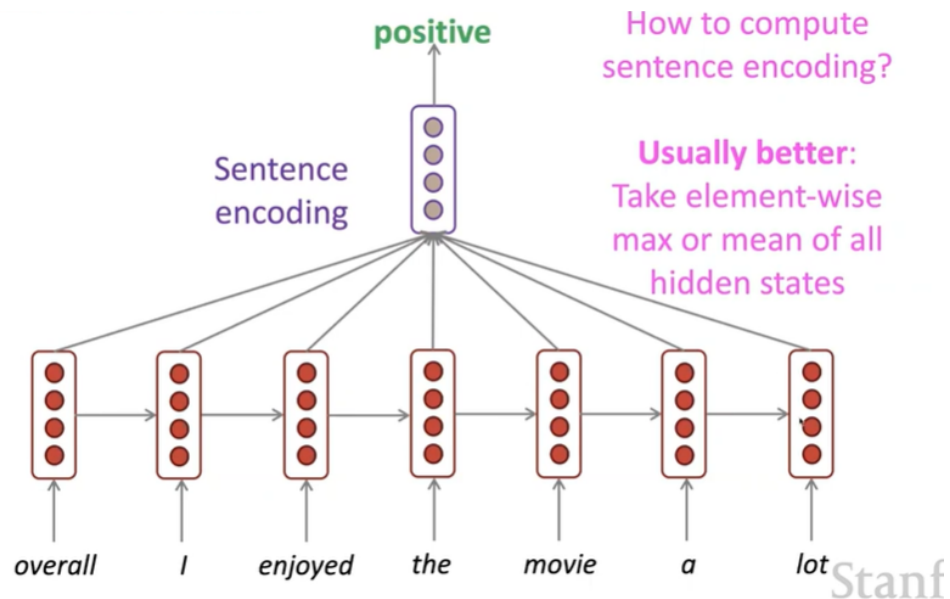 positive
How to compute
sentence encoding?
Usually better:
Take element-wise
max or mean of all
hidden states
Sentence
encoding
overall I enjoyed the movie a lot
Stanf